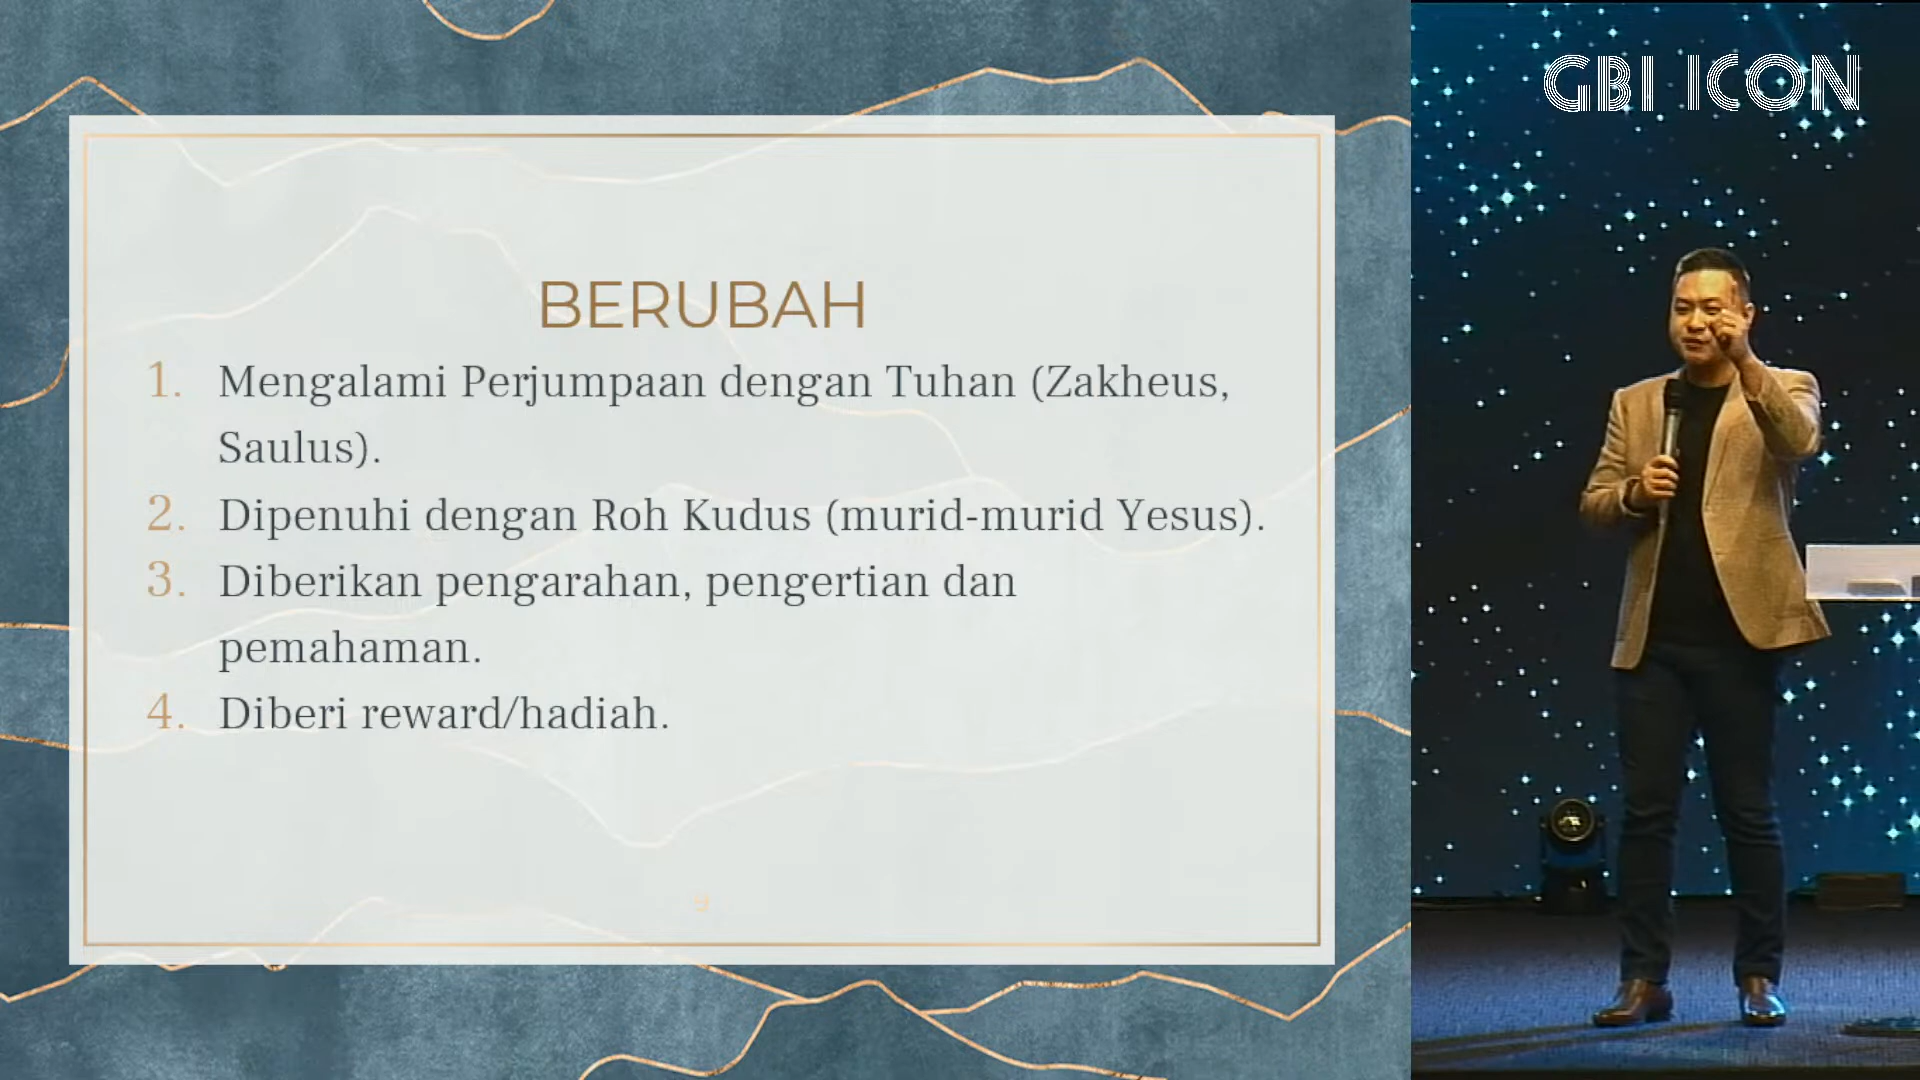 GBI ICON
BERUBAH
1. Mengalami Perjumpaan dengan Tuhan (Zakheus,
Saulus).
2. Dipenuhi dengan Roh Kudus (murid-murid Yesus).
3. Diberikan pengarahan, pengertian dan
pemahaman.
4. Diberi reward/hadiah.